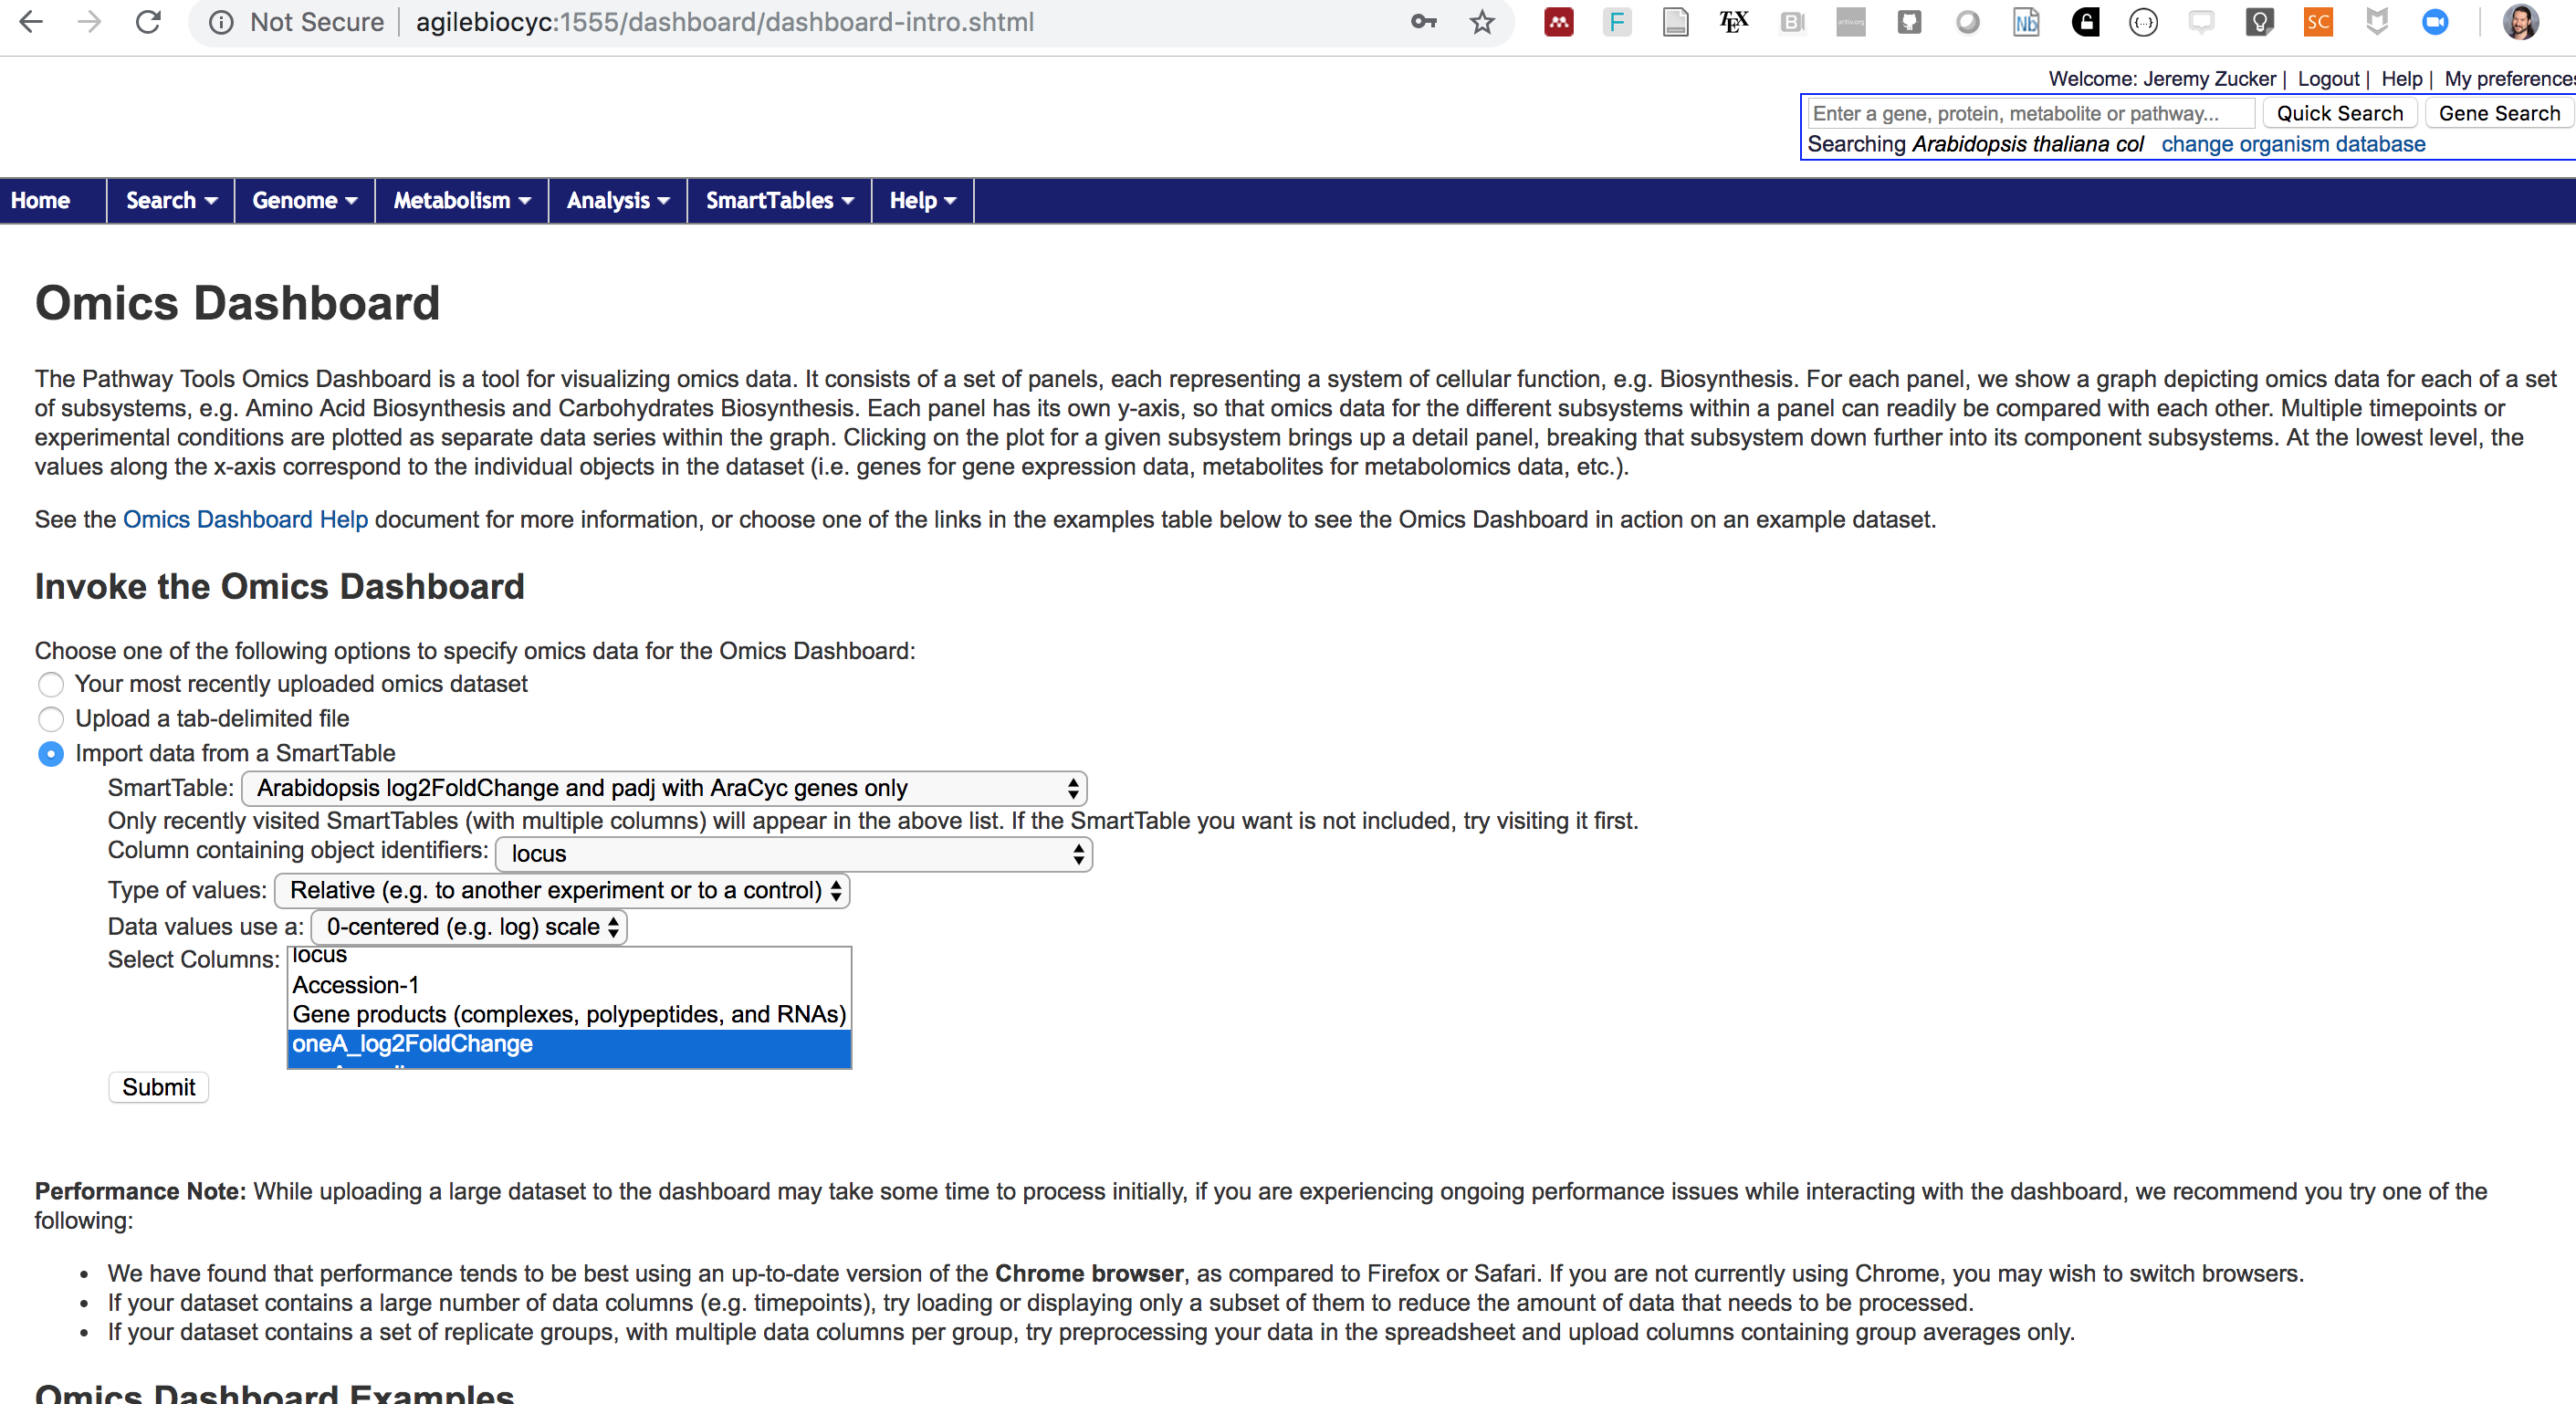 Not Secure | agilebiocyc:1555/dashboard/dashboard-intro.shtml
Welcome: Jeremy Zucker | Logout | Help | My preferences
Enter a gene, protein, metabolite or pathway... Quick Search Gene Search
Searching Arabidopsis thaliana col change organism database
Home Search Genome Metabolism Analysis SmartTables Help
Omics Dashboard
The Pathway Tools Omics Dashboard is a tool for visualizing omics data. It consists of a set of panels, each representing a system of cellular function, e.g. Biosynthesis. For each panel, we show a graph depicting omics data for each of a set
of subsystems, e.g. Amino Acid Biosynthesis and Carbohydrates Biosynthesis. Each panel has its own y-axis, so that omics data for the different subsystems within a panel can readily be compared with each other. Multiple timepoints or
experimental conditions are plotted as separate data series within the graph. Clicking on the plot for a given subsystem brings up a detail panel, breaking that subsystem down further into its component subsystems. At the lowest level, the
values along the x-axis correspond to the individual objects in the dataset (i.e. genes for gene expression data, metabolites for metabolomics data, etc.).
See the Omics Dashboard Help document for more information, or choose one of the links in the examples table below to see the Omics Dashboard in action on an example dataset.
Invoke the Omics Dashboard
Choose one of the following options to specify omics data for the Omics Dashboard:
Your most recently uploaded omics dataset
Upload a tab-delimited file
Import data from a SmartTable
SmartTable: Arabidopsis log2FoldChange and padj with AraCyc genes only
Only recently visited SmartTables (with multiple columns) will appear in the above list. If the SmartTable you want is not included, try visiting it first.
Column containing object identifiers: locus
Type of values: Relative (e.g. to another experiment or to a control)
Data values use a: 0-centered (e.g. log) scale
Select Columns: locus
Accession-1
Gene products (complexes, polypeptides, and RNAs)
oneA_log2FoldChange
Submit
Performance Note: While uploading a large dataset to the dashboard may take some time to process initially, if you are experiencing ongoing performance issues while interacting with the dashboard, we recommend you try one of the
following:
• We have found that performance tends to be best using an up-to-date version of the Chrome browser, as compared to Firefox or Safari. If you are not currently using Chrome, you may wish to switch browsers.
• If your dataset contains a large number of data columns (e.g. timepoints), try loading or displaying only a subset of them to reduce the amount of data that needs to be processed.
• If your dataset contains a set of replicate groups, with multiple data columns per group, try preprocessing your data in the spreadsheet and upload columns containing group averages only.
Omics Dashboard Examples